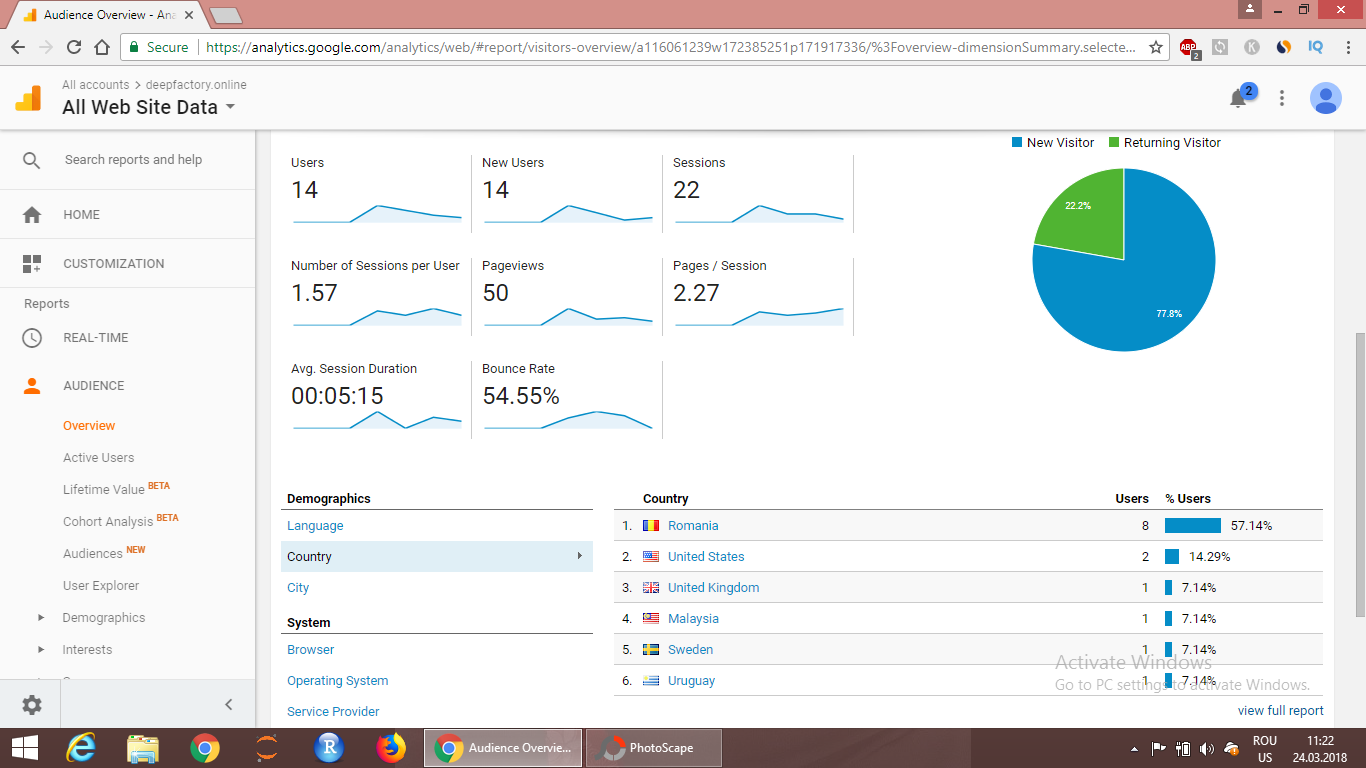 Audience Overview - Ana
Secure https://analytics.google.com/analytics/web/#report/visitors-overview/a116061239w172385251p171917336/%3Foverview-dimensionSummary.selecte...
ABP
2
K
IQ
All accounts > deepfactory.online
All Web Site Data
2
Search reports and help
HOME
CUSTOMIZATION
Reports
REAL-TIME
AUDIENCE
Overview
Active Users
Lifetime Value BETA
Cohort Analysis BETA
Audiences NEW
User Explorer
Demographics
Interests
Users
14
New Users
14
Sessions
22
Number of Sessions per User
1.57
Pageviews
50
Pages / Session
2.27
Avg. Session Duration
00:05:15
Bounce Rate
54.55%
New Visitor Returning Visitor
22.2%
77.8%
Demographics
Language
Country
City
System
Browser
Operating System
Service Provider
Country Users % Users
1. Romania 8 57.14%
2. United States 2 14.29%
3. United Kingdom 1 7.14%
4. Malaysia 1 7.14%
5. Sweden 1 7.14%
6. Uruguay 1 7.14%
view full report
Activate Windows
Go to PC settings to activate Windows.
R
Audience Overvie...
PhotoScape
ROU
US
11:22
24.03.2018